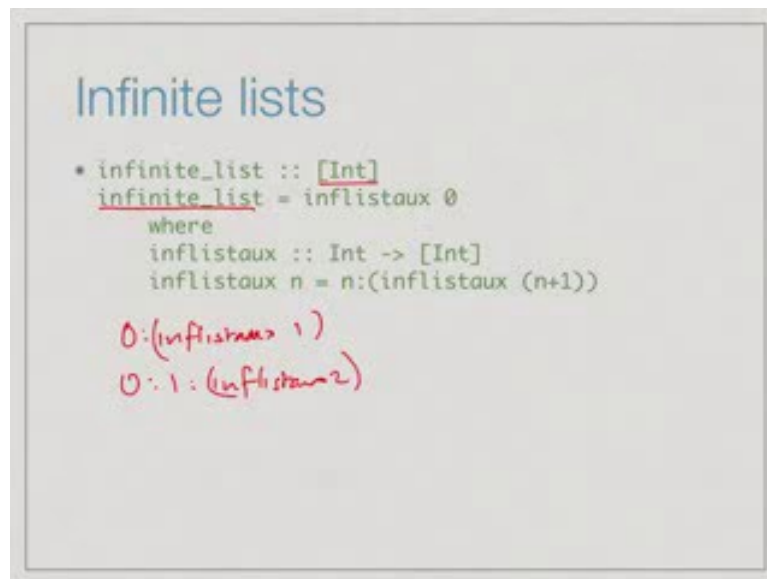 Infinite lists
• infinite_list :: [Int]
infinite_list = inflistaux 0
where
inflistaux :: Int -> [Int]
inflistaux n = n:(inflistaux (n+1))
0:(inflistaux 1)
0:1:(inflistaux 2)